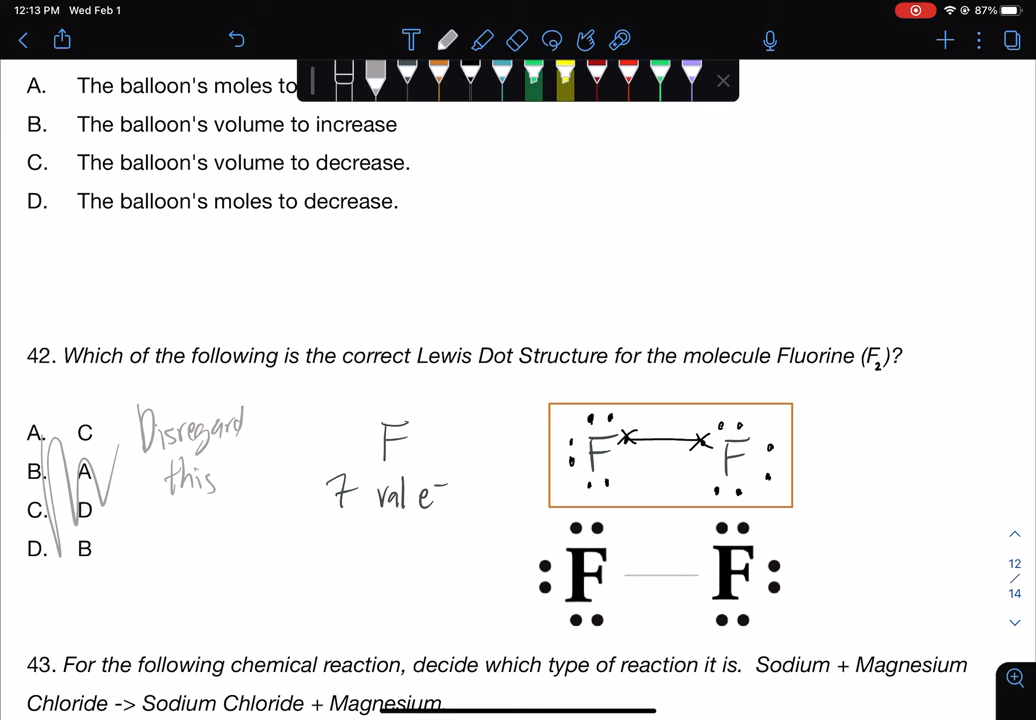 12:13 PM Wed Feb 1
87%
T
A. The balloon's moles to
B. The balloon's volume to increase
C. The balloon's volume to decrease.
D. The balloon's moles to decrease.
42. Which of the following is the correct Lewis Dot Structure for the molecule Fluorine (F₂)?
A. C
B. A
C. D
D. B
Disregard
this
F
7 val e⁻
F F
F F
12
/
14
43. For the following chemical reaction, decide which type of reaction it is. Sodium + Magnesium
Chloride -> Sodium Chloride + Magnesium